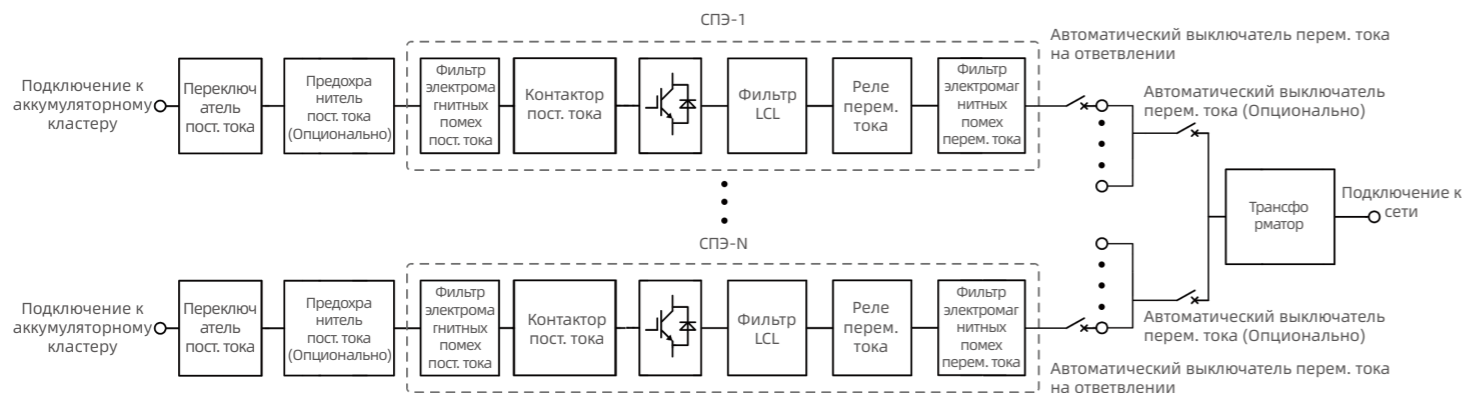 СПЭ-1
Автоматический выключатель перем. тока
на ответвлении
Подключение к
аккумуляторному
кластеру
Переключ
атель
пост. тока
Предохра
нитель
пост. тока
(Опционально)
Фильтр
электрома
гнитных
помех
пост. тока
Контактор
пост. тока
Фильтр
LCL
Реле
перем.
тока
Фильтр
электромаг
нитных
помех
перем. тока
Автоматический выключатель
перем. тока (Опционально)
Трансфо
рматор
Подключение к
сети
СПЭ-N
Подключение к
аккумуляторному
кластеру
Переключ
атель
пост. тока
Предохра
нитель
пост. тока
(Опционально)
Фильтр
электрома
гнитных
помех
пост. тока
Контактор
пост. тока
Фильтр
LCL
Реле
перем.
тока
Фильтр
электромаг
нитных
помех
перем. тока
Автоматический выключатель
перем. тока (Опционально)
Автоматический выключатель перем. тока
на ответвлении